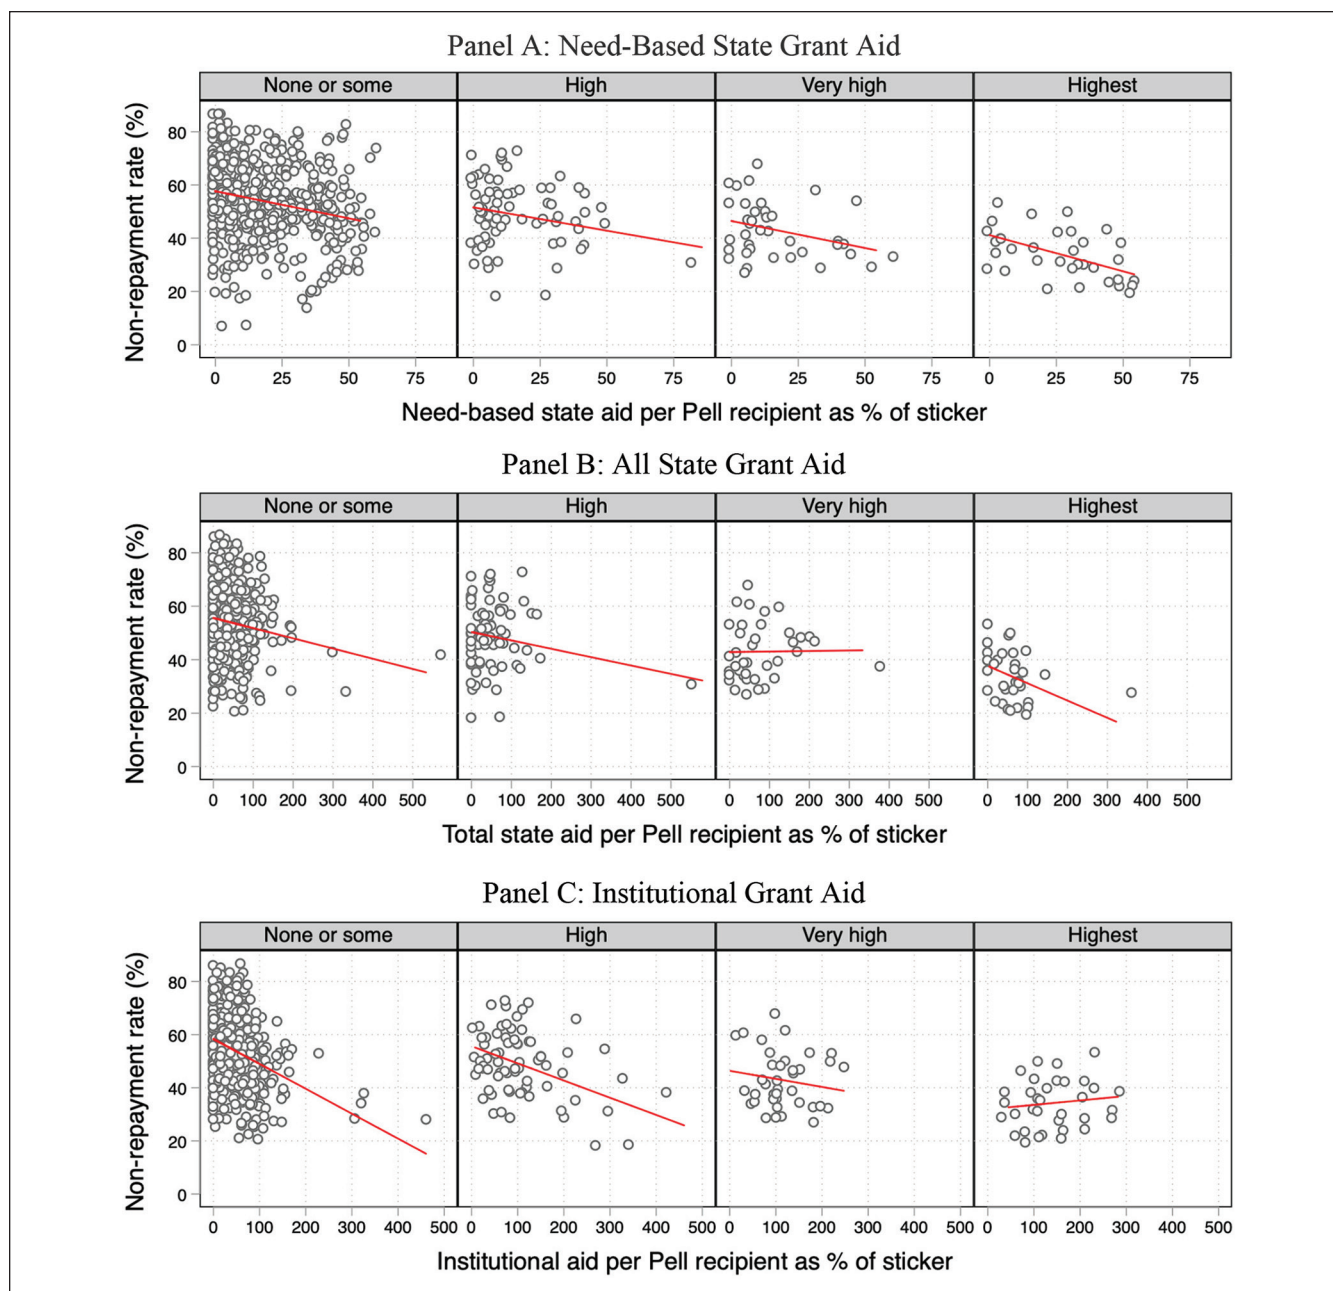 Panel A: Need-Based State Grant Aid
None or some High Very high Highest
Non-repayment rate (%)
80
60
40
20
0
0 25 50 75 0 25 50 75 0 25 50 75 0 25 50 75
Need-based state aid per Pell recipient as % of sticker
Panel B: All State Grant Aid
None or some High Very high Highest
Non-repayment rate (%)
80
60
40
20
0
0 100 200 300 400 500 0 100 200 300 400 500 0 100 200 300 400 500 0 100 200 300 400 500
Total state aid per Pell recipient as % of sticker
Panel C: Institutional Grant Aid
None or some High Very high Highest
Non-repayment rate (%)
80
60
40
20
0
0 100 200 300 400 500 0 100 200 300 400 500 0 100 200 300 400 500 0 100 200 300 400 500
Institutional aid per Pell recipient as % of sticker